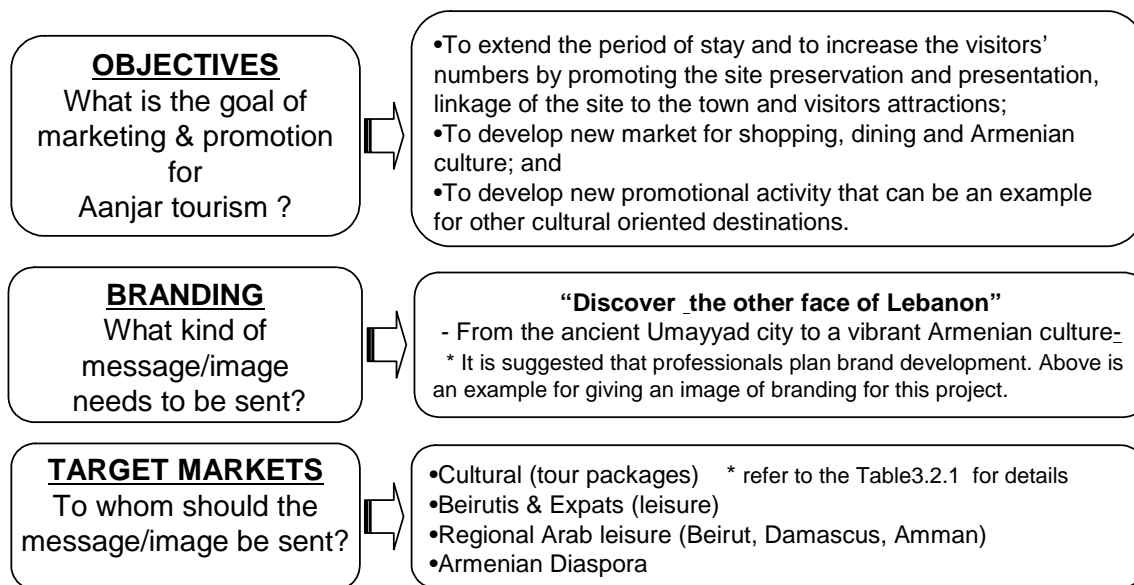 OBJECTIVES
What is the goal of
marketing & promotion
for
Aanjar tourism ?
•To extend the period of stay and to increase the visitors'
numbers by promoting the site preservation and presentation,
linkage of the site to the town and visitors attractions;
•To develop new market for shopping, dining and Armenian
culture; and
•To develop new promotional activity that can be an example
for other cultural oriented destinations.
BRANDING
What kind of
message/image
needs to be sent?
“Discover _the other face of Lebanon”
- From the ancient Umayyad city to a vibrant Armenian culture-
* It is suggested that professionals plan brand development. Above is
an example for giving an image of branding for this project.
TARGET MARKETS
To whom should the
message/image be sent?
•Cultural (tour packages) * refer to the Table3.2.1 for details
•Beirutis & Expats (leisure)
•Regional Arab leisure (Beirut, Damascus, Amman)
•Armenian Diaspora